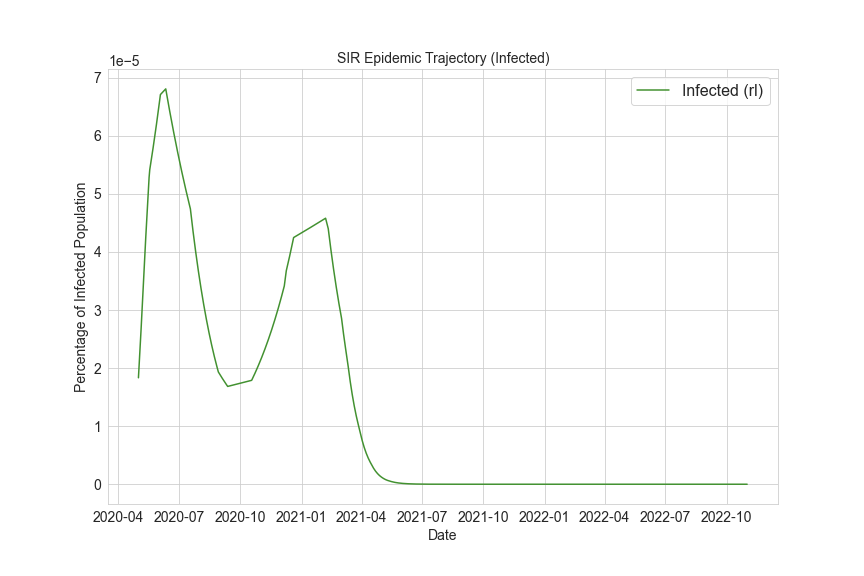 SIR Epidemic Trajectory (Infected)
1e−5
Infected (rI)
7
6
5
4
3
2
1
0
Percentage of Infected Population
2020-04 2020-07 2020-10 2021-01 2021-04 2021-07 2021-10 2022-01 2022-04 2022-07 2022-10
Date